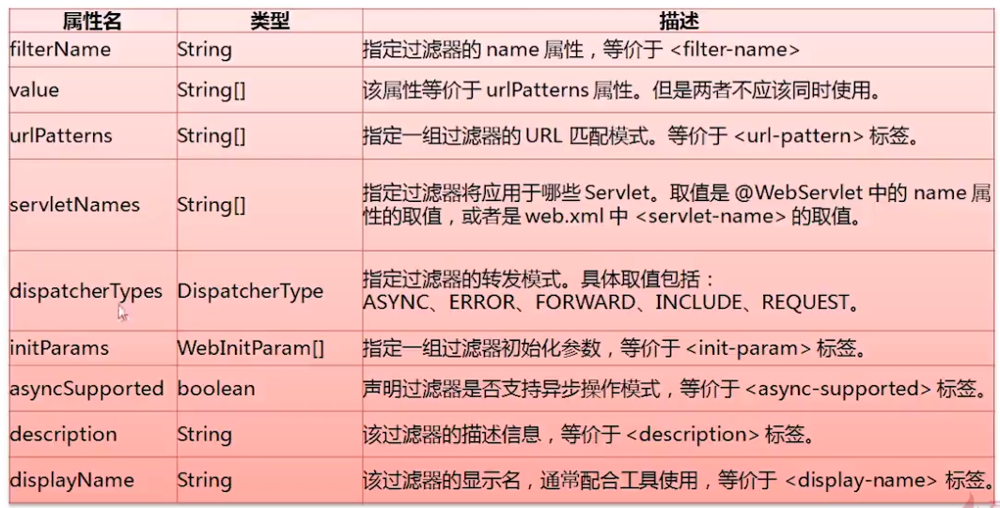 属性名 类型 描述
filterName String 指定过滤器的 name 属性，等价于 <filter-name>
value String[] 该属性等价于 urlPatterns 属性。但是两者不应该同时使用。
urlPatterns String[] 指定一组过滤器的 URL 匹配模式。等价于 <url-pattern> 标签。
servletNames String[] 指定过滤器将应用于哪些 Servlet。取值是 @WebServlet 中的 name 属
性的取值，或者是 web.xml 中 <servlet-name> 的取值。
dispatcherTypes DispatcherType 指定过滤器的转发模式。具体取值包括：
ASYNC、ERROR、FORWARD、INCLUDE、REQUEST。
initParams WebInitParam[] 指定一组过滤器初始化参数，等价于 <init-param> 标签。
asyncSupported boolean 声明过滤器是否支持异步操作模式，等价于 <async-supported> 标签。
description String 该过滤器的描述信息，等价于 <description> 标签。
displayName String 该过滤器的显示名，通常配合工具使用，等价于 <display-name> 标签。